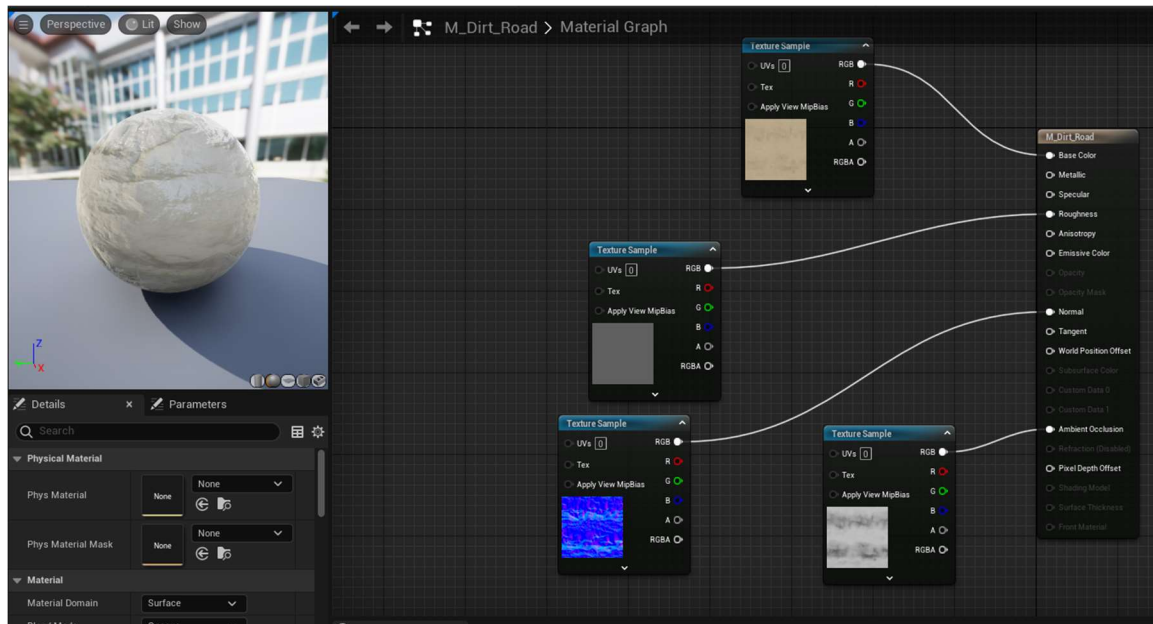 Perspective
Lit
Show
M_Dirt_Road > Material Graph
Z
X
Details
Parameters
Search
Physical Material
Phys Material
None
None
Phys Material Mask
None
None
Material
Material Domain
Surface
Texture Sample
UVs 0
RGB
Tex
R
Apply View MipBias
G
B
A
RGBA
Texture Sample
UVs 0
RGB
Tex
R
Apply View MipBias
G
B
A
RGBA
Texture Sample
UVs 0
RGB
Tex
R
Apply View MipBias
G
B
A
RGBA
Texture Sample
UVs 0
RGB
Tex
R
Apply View MipBias
G
B
A
RGBA
M_Dirt_Road
Base Color
Metallic
Specular
Roughness
Anisotropy
Emissive Color
Opacity
Opacity Mask
Normal
Tangent
World Position Offset
Subsurface Color
Custom Data 0
Custom Data 1
Ambient Occlusion
Refraction (Disabled)
Pixel Depth Offset
Shading Model
Surface Thickness
Front Material